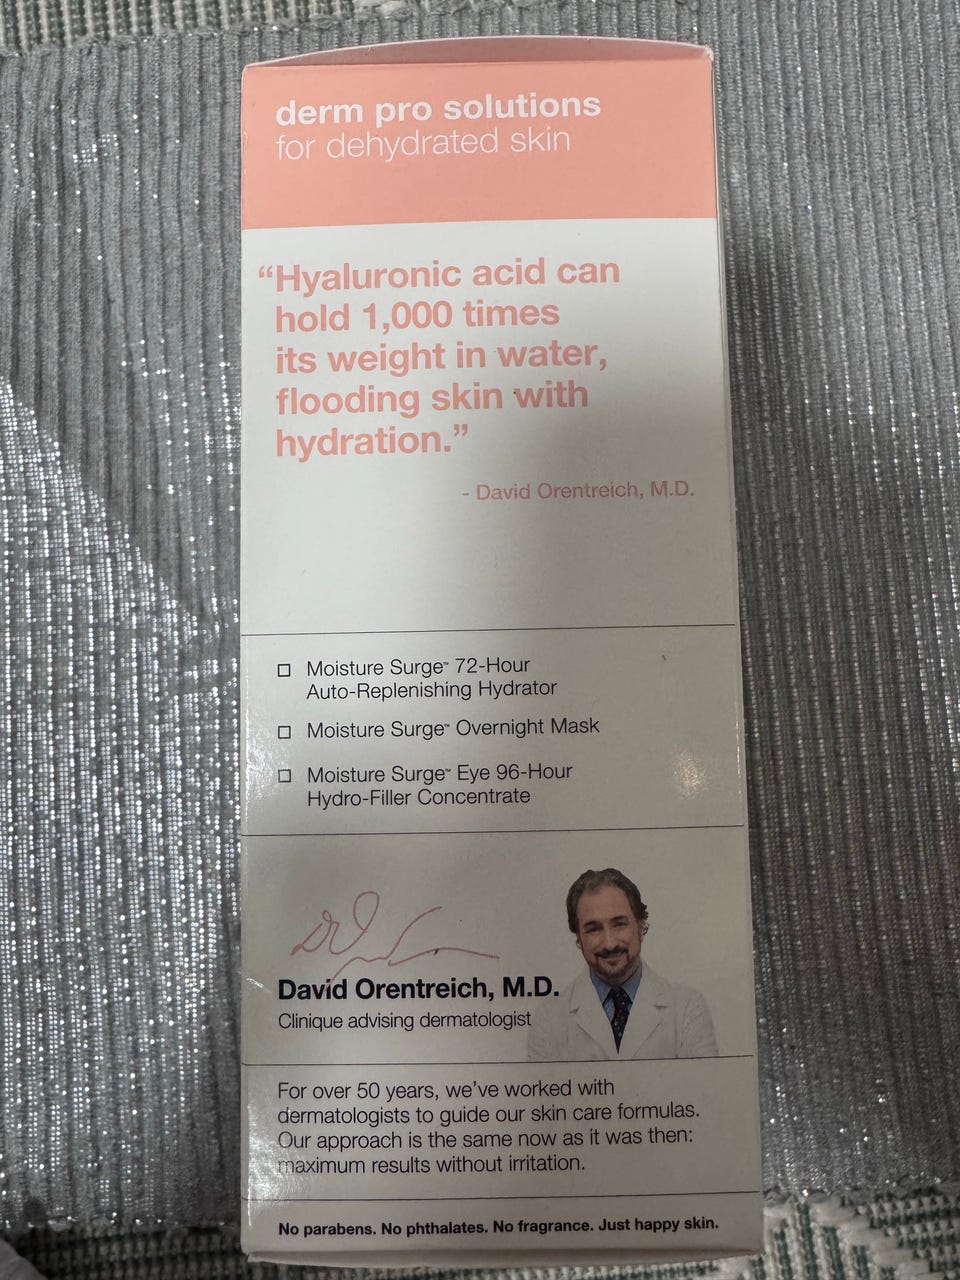 derm pro solutions
for dehydrated skin
“Hyaluronic acid can
hold 1,000 times
its weight in water,
flooding skin with
hydration.”
- David Orentreich, M.D.
Moisture Surge™ 72-Hour
Auto-Replenishing Hydrator
Moisture Surge™ Overnight Mask
Moisture Surge™ Eye 96-Hour
Hydro-Filler Concentrate
David Orentreich, M.D.
Clinique advising dermatologist
For over 50 years, we’ve worked with
dermatologists to guide our skin care formulas.
Our approach is the same now as it was then:
maximum results without irritation.
No parabens. No phthalates. No fragrance. Just happy skin.